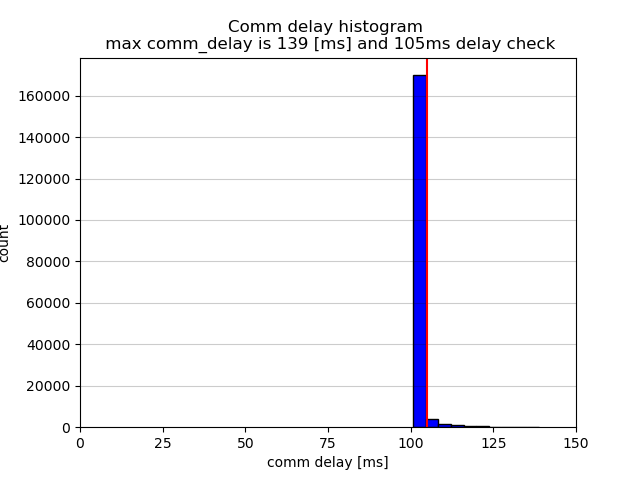 Comm delay histogram
max comm_delay is 139 [ms] and 105ms delay check
160000
140000
120000
100000
80000
60000
40000
20000
0
count
0 25 50 75 100 125 150
comm delay [ms]